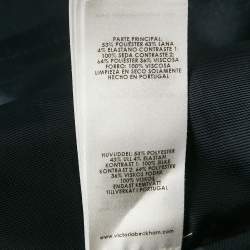 PARTE PRINCIPAL:
53% POLIESTER 43% LANA
4% ELASTANO CONTRASTE 1:
100% SEDA CONTRASTE 2:
64% POLIESTER 36% VISCOSA
FORRO: 100% VISCOSA
LIMPIEZA EN SECO SOLAMENTE
HECHO EN PORTUGAL
HUVUDDEL: 53% POLYESTER
43% ULL 4% ELASTAN
KONTRAST 1: 100% SILKE
KONTRAST 2: 64% POLYESTER
36% VISKOS FODER:
100% VISKOS
ENDAST KEMTVÄTT
TILLVERKAT I PORTUGAL
www.victoriabeckham.com